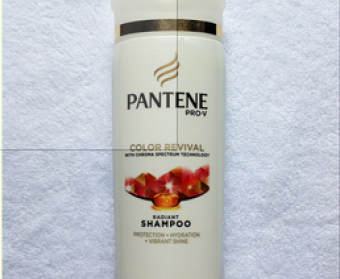 PANTENE
PRO-V
COLOR REVIVAL
WITH CHROMA SPECTRUM TECHNOLOGY
RADIANT
SHAMPOO
PROTECTION + HYDRATION
+ VIBRANT SHINE